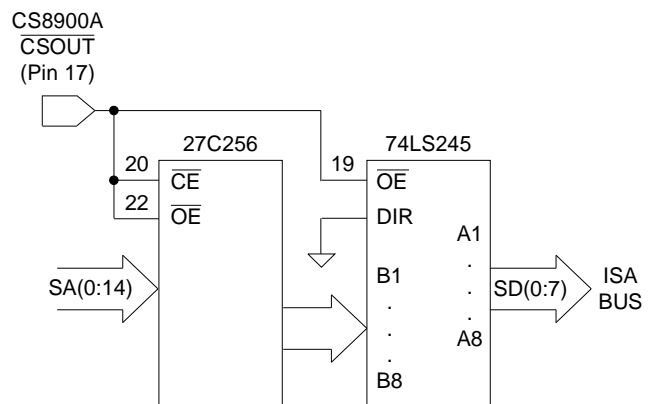 CS8900A
CSOUT
(Pin 17)
27C256
74LS245
20
CE
19
OE
22
OE
DIR
A1
.
.
.
A8
SA(0:14)
B1
.
.
.
B8
SD(0:7)
ISA
BUS